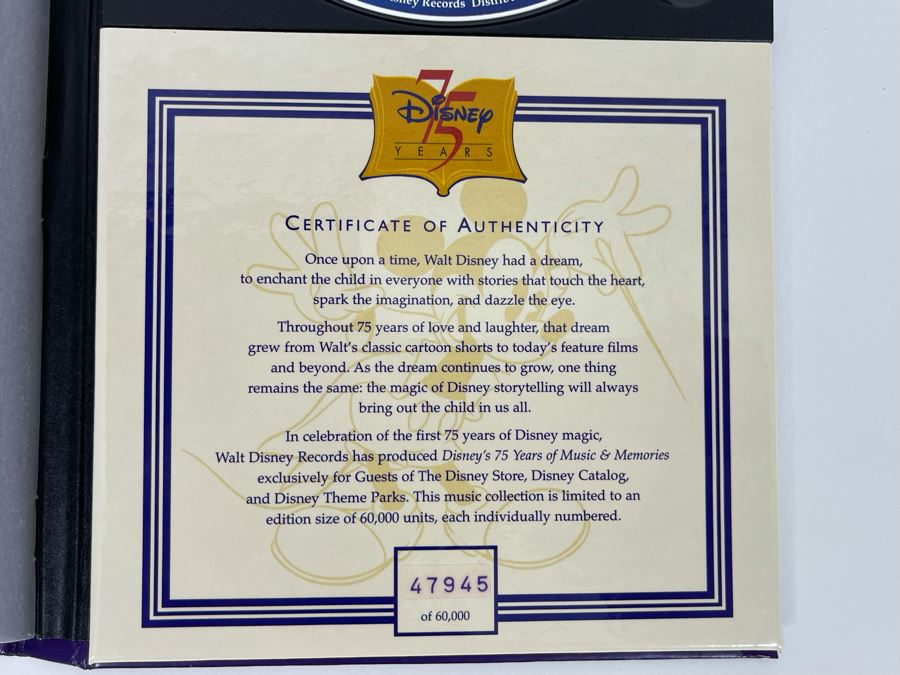 Disney Records Distri
75
Disney
YEARS
CERTIFICATE OF AUTHENTICITY
Once upon a time, Walt Disney had a dream,
to enchant the child in everyone with stories that touch the heart,
spark the imagination, and dazzle the eye.
Throughout 75 years of love and laughter, that dream
grew from Walt's classic cartoon shorts to today's feature films
and beyond. As the dream continues to grow, one thing
remains the same: the magic of Disney storytelling will always
bring out the child in us all.
In celebration of the first 75 years of Disney magic,
Walt Disney Records has produced Disney's 75 Years of Music & Memories
exclusively for Guests of The Disney Store, Disney Catalog,
and Disney Theme Parks. This music collection is limited to an
edition size of 60,000 units, each individually numbered.
47945
of 60,000